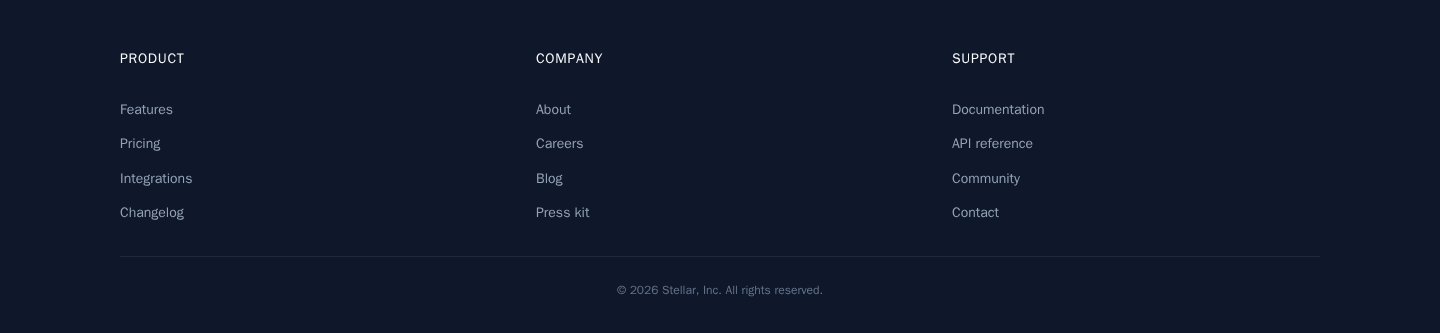 PRODUCT
Features
Pricing
Integrations
Changelog
COMPANY
About
Careers
Blog
Press kit
SUPPORT
Documentation
API reference
Community
Contact
© 2026 Stellar, Inc. All rights reserved.